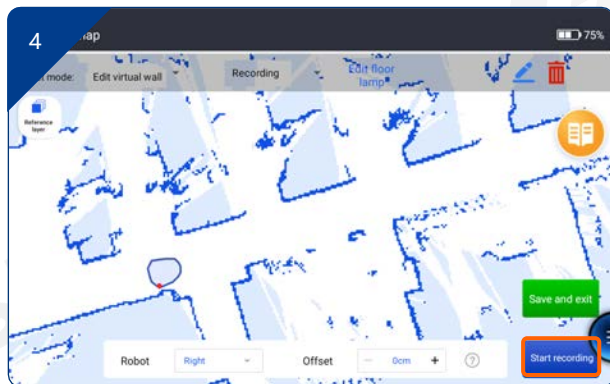 4
75%
mode:
Edit virtual wall
Recording
Edit floor
lamp
Reference
layer
Save and exit
Robot
Right
Offset
−
0cm
+
?
Start recording